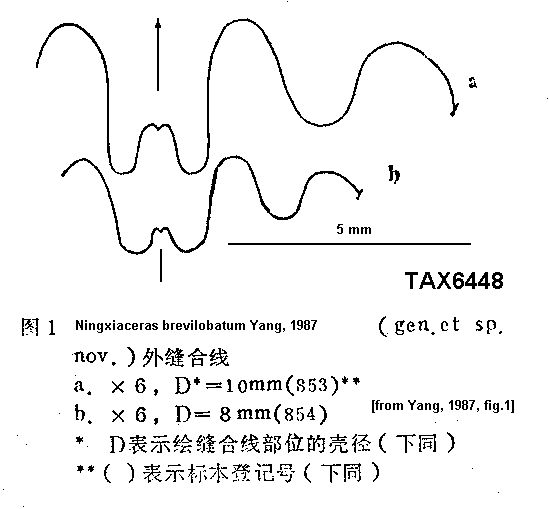 a
b
5 mm
TAX6448
图 1 Ningxiaceras brevilobatum Yang, 1987 (gen. et sp.
nov.) 外缝合线
a. × 6, D*=10mm(853)**
b. × 6, D= 8mm(854) [from Yang, 1987, fig.1]
* D表示绘缝合线部位的壳径(下同)
**( )表示标本登记号(下同)